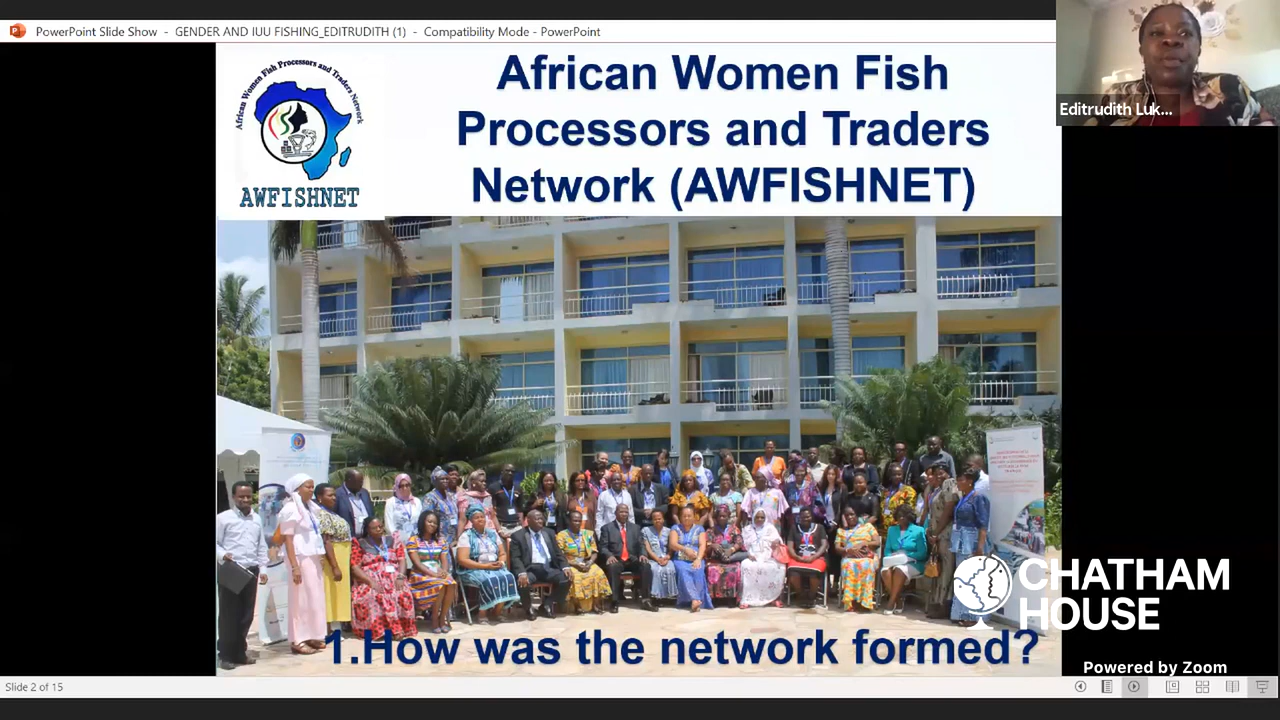 PowerPoint Slide Show - GENDER AND IUU FISHING_EDITRUDITH (1) - Compatibility Mode - PowerPoint
Editrudith Luk...
African Women Fish Processors and Traders Network
AWFISHNET
African Women Fish
Processors and Traders
Network (AWFISHNET)
CHATHAM
HOUSE
1.How was the network formed?
Powered by Zoom
Slide 2 of 15